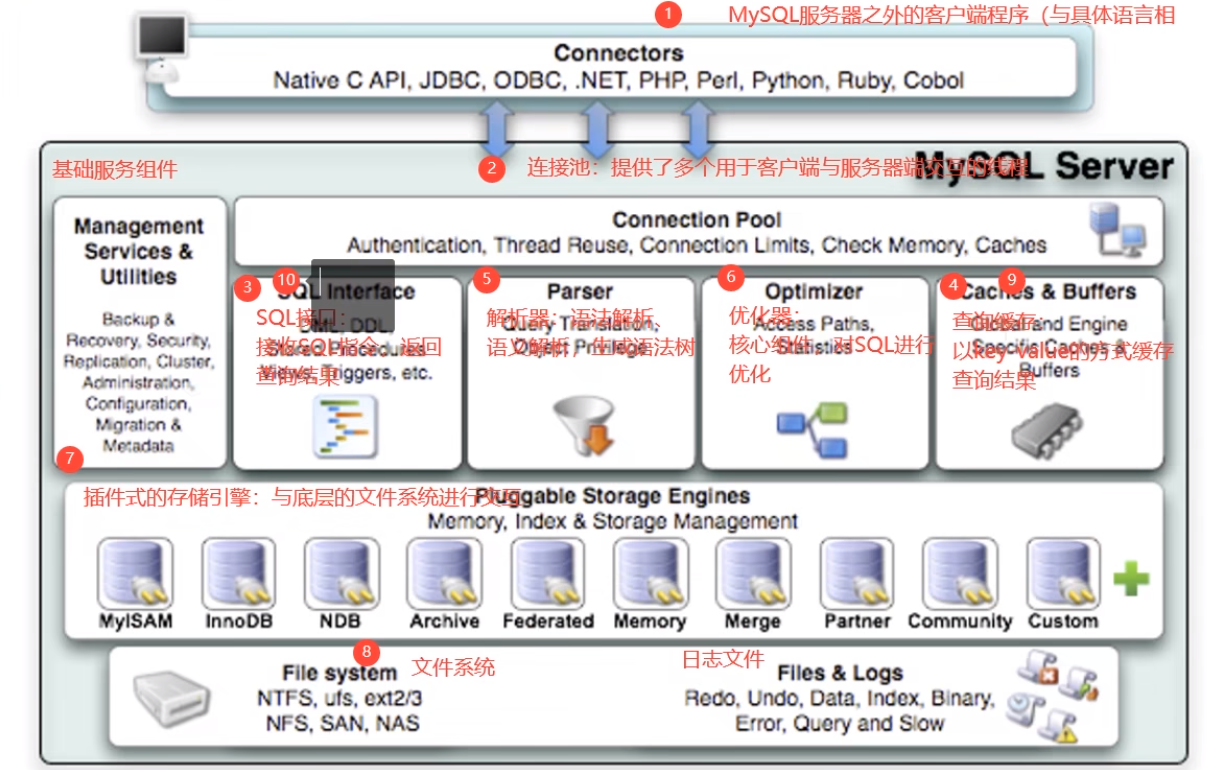 1
MySQL服务器之外的客户端程序（与具体语言相
Connectors
Native C API, JDBC, ODBC, .NET, PHP, Perl, Python, Ruby, Cobol
基础服务组件
2
连接池：提供了多个用于客户端与服务器端交互的线程
MySQL Server
Management
Services &
Utilities
Backup &
Recovery, Security,
Replication, Cluster,
Administration,
Configuration,
Migration &
Metadata
Connection Pool
Authentication, Thread Reuse, Connection Limits, Check Memory, Caches
3
10
SQL Interface
DML, DDL,
Stored Procedures
Views, Triggers, etc.
SQL接口：
接收SQL指令，返回
查询结果
5
Parser
Query Translation,
Object Privilege
解析器：语法解析、
语义解析，生成语法树
6
Optimizer
Access Paths,
Statistics
优化器：
核心组件，对SQL进行
优化
4
9
Caches & Buffers
Global and Engine
Specific Caches &
Buffers
查询缓存：
以key-value的方式缓存
查询结果
7
插件式的存储引擎：与底层的文件系统进行交互
Pluggable Storage Engines
Memory, Index & Storage Management
MyISAM
InnoDB
NDB
Archive
Federated
Memory
Merge
Partner
Community
Custom
8
File system
文件系统
NTFS, ufs, ext2/3
NFS, SAN, NAS
日志文件
Files & Logs
Redo, Undo, Data, Index, Binary,
Error, Query and Slow